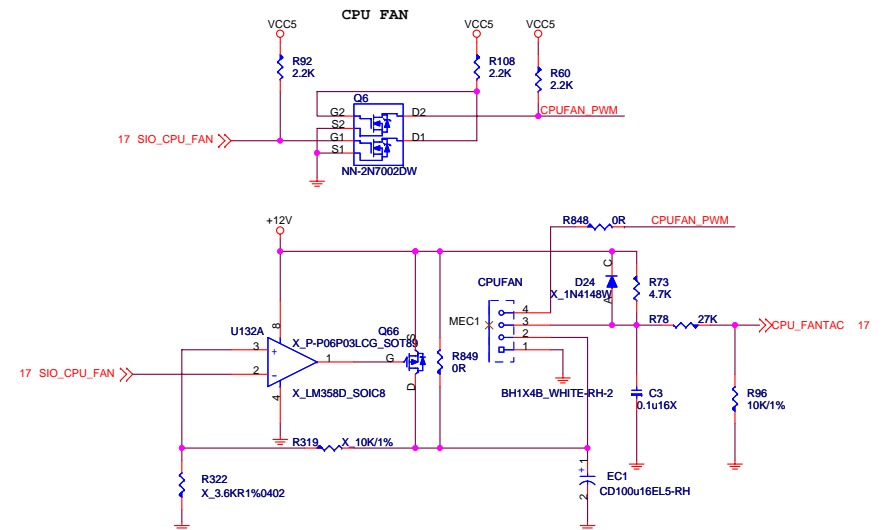 CPU FAN
VCC5
VCC5
VCC5
R92
2.2K
R108
2.2K
R60
2.2K
Q6
G2
S2
G1
S1
D2
D1
CPUFAN_PWM
17 SIO_CPU_FAN
NN-2N7002DW
+12V
R848
0R
CPUFAN_PWM
CPUFAN
D24
X_1N4148W
C
A
R73
4.7K
MEC1
4
3
2
1
R78
27K
CPU_FANTAC 17
U132A
8
3
+
2
-
1
4
X_P-P06P03LCG_SOT89
Q66
S
G
D
R849
0R
17 SIO_CPU_FAN
X_LM358D_SOIC8
BH1X4B_WHITE-RH-2
C3
0.1u16X
R96
10K/1%
R319
X_10K/1%
R322
X_3.6KR1%0402
+
1
2
EC1
CD100u16EL5-RH